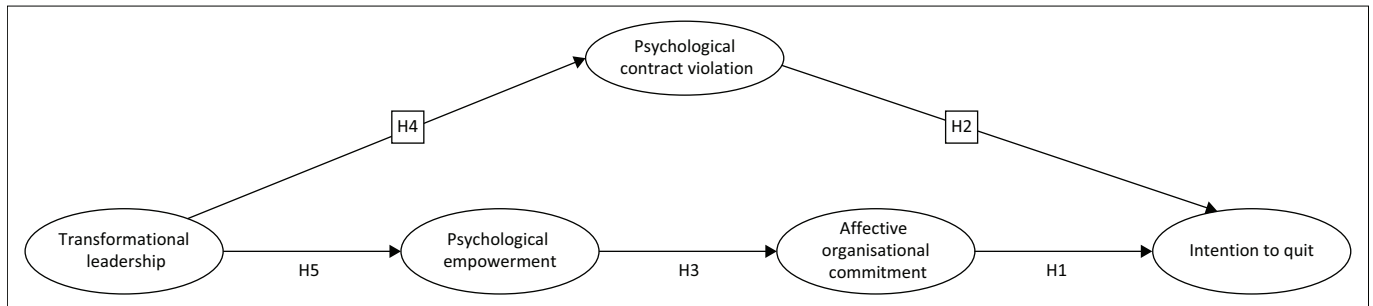 Psychological
contract violation
H4
H2
Transformational
leadership
Psychological
empowerment
Affective
organisational
commitment
Intention to quit
H5
H3
H1